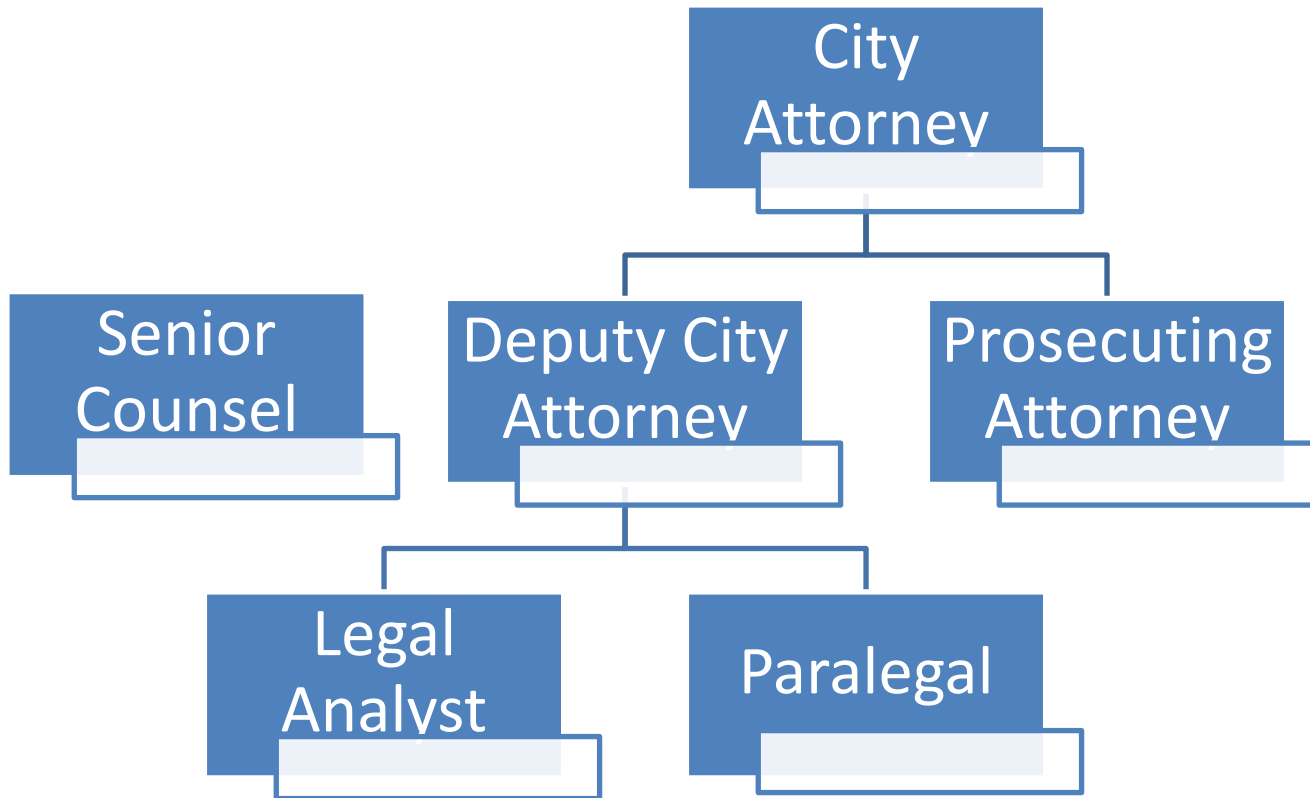 City
Attorney
Senior
Counsel
Deputy City
Attorney
Prosecuting
Attorney
Legal
Analyst
Paralegal